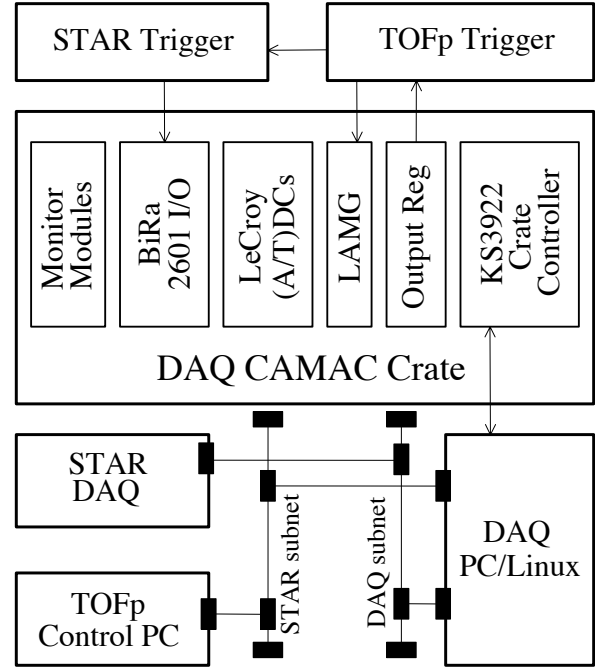 STAR Trigger
TOFp Trigger
Monitor
Modules
BiRa
2601 I/O
LeCroy
(A/T)DCs
LAMG
Output Reg
KS3922
Crate
Controller
DAQ CAMAC Crate
STAR
DAQ
STAR subnet
DAQ subnet
DAQ
PC/Linux
TOFp
Control PC